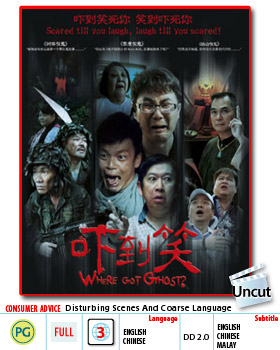 吓到笑死你 笑到吓死你
Scared till you laugh, laugh till you scared!
吓到笑
WHERE GOT GHOST?
Uncut
CONSUMER ADVICE Disturbing Scenes And Coarse Language
Language
Subtitle
PG
FULL
3
ENGLISH
CHINESE
DD 2.0
ENGLISH
CHINESE
MALAY